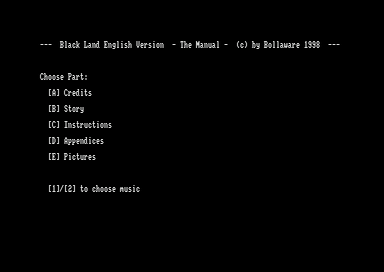 --- Black Land English Version - The Manual - (c) by Bollaware 1998 ---
Choose Part:
[A] Credits
[B] Story
[C] Instructions
[D] Appendices
[E] Pictures
[1]/[2] to choose music